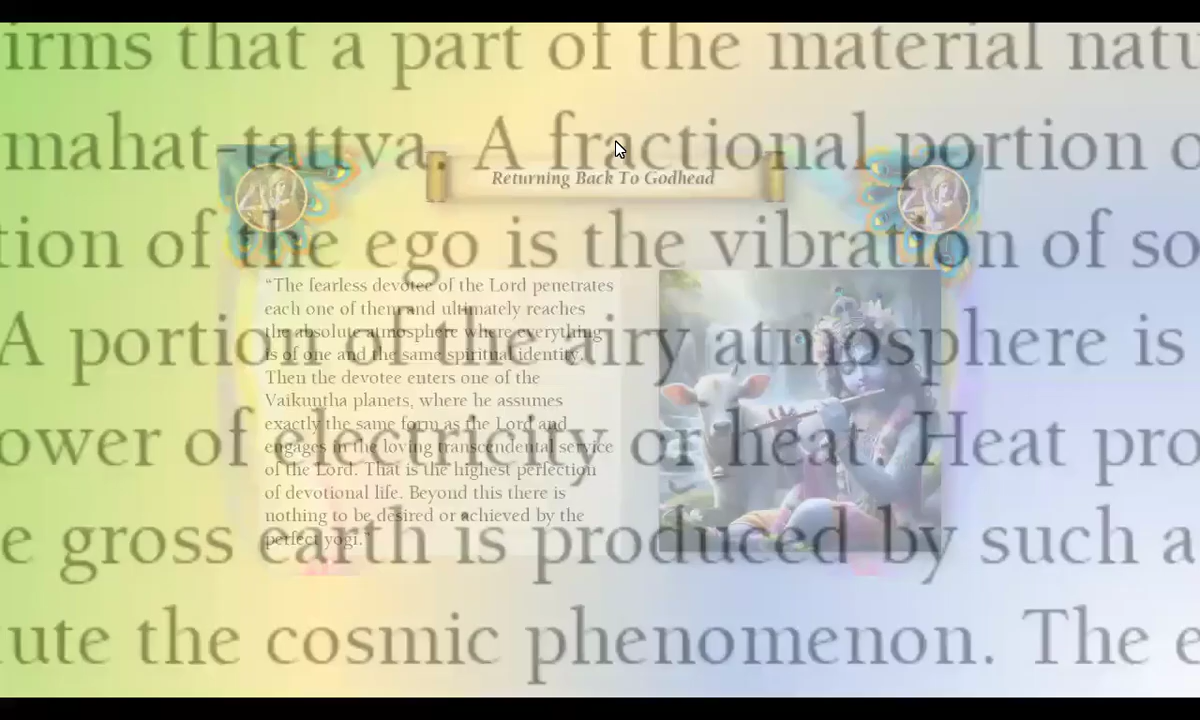 irms that a part of the material natu
mahat-tattva. A fractional portion o
tion of the ego is the vibration of so
A portion of the airy atmosphere is
ower of electricity or heat. Heat pro
e gross earth is produced by such a
lute the cosmic phenomenon. The e
Returning Back To Godhead
"The fearless devotee of the Lord penetrates
each one of them and ultimately reaches
the absolute atmosphere where everything
is of one and the same spiritual identity.
Then the devotee enters one of the
Vaikuntha planets, where he assumes
exactly the same form as the Lord and
engages in the loving transcendental service
of the Lord. That is the highest perfection
of devotional life. Beyond this there is
nothing to be desired or achieved by the
perfect yogi."